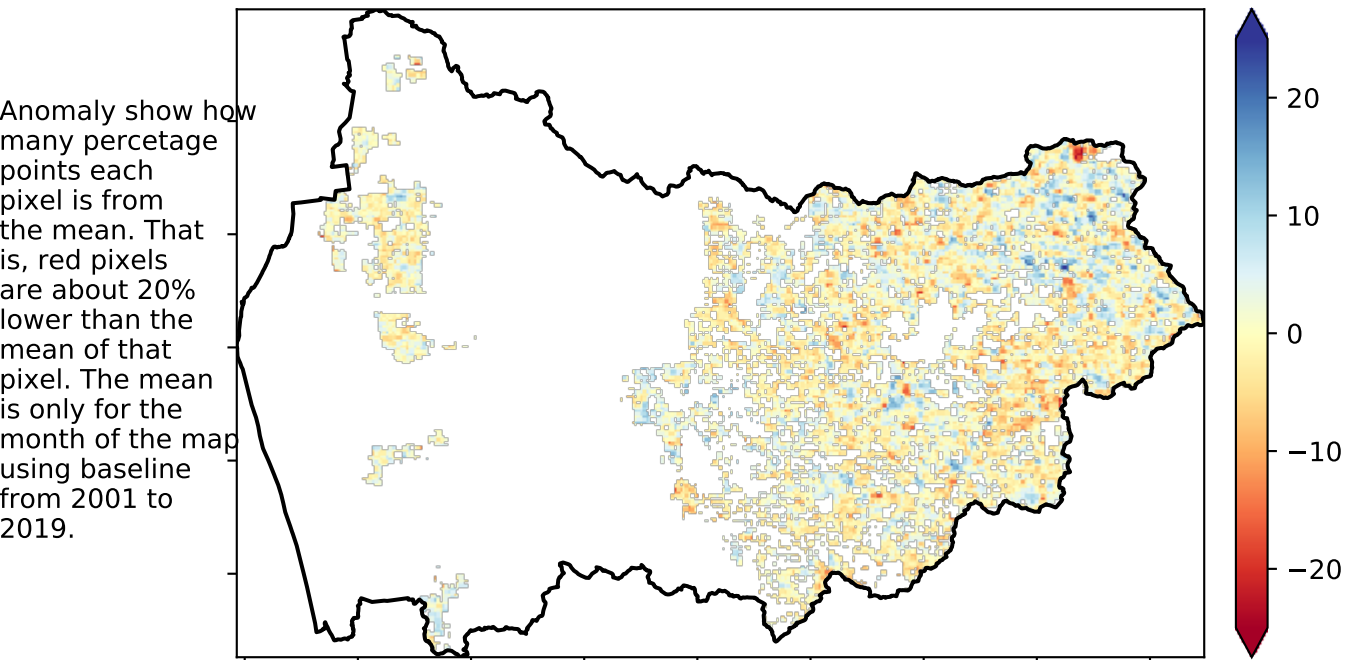 Anomaly show how
many percetage
points each
pixel is from
the mean. That
is, red pixels
are about 20%
lower than the
mean of that
pixel. The mean
is only for the
month of the map
using baseline
from 2001 to
2019.
20
10
0
−10
−20